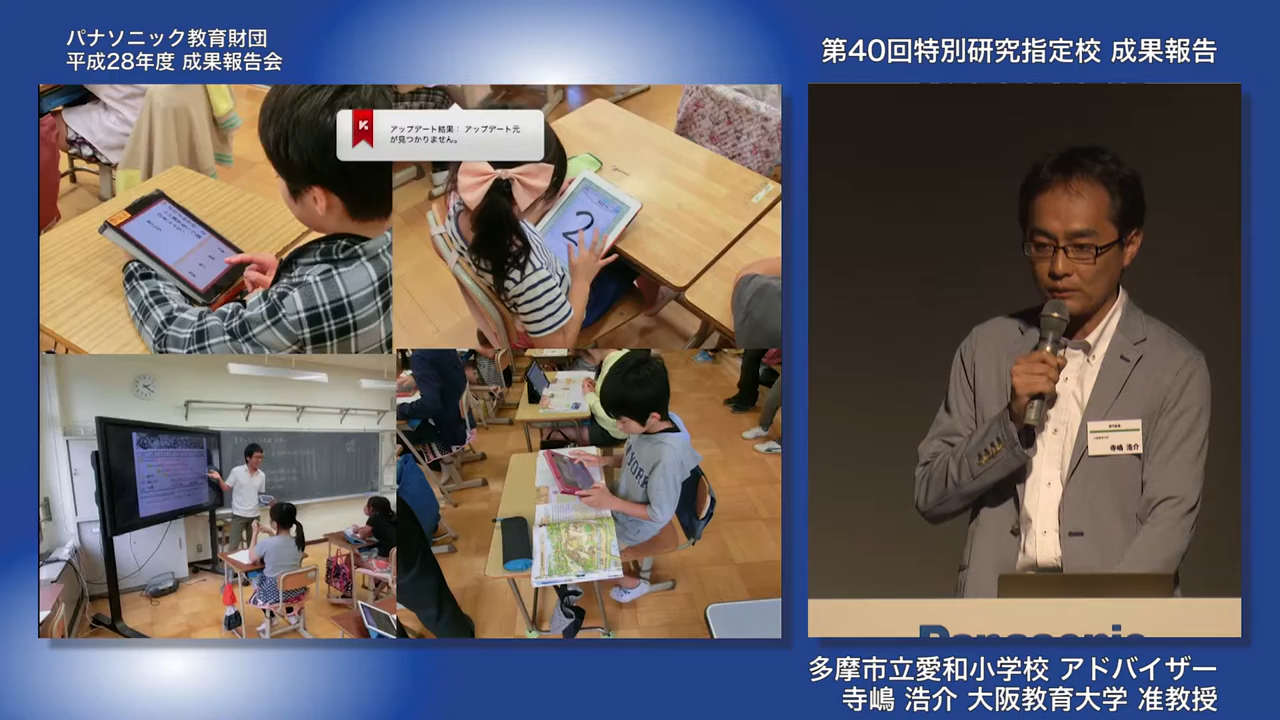 パナソニック教育財団
平成28年度 成果報告会
第40回特別研究指定校 成果報告
アップデート結果： アップデート元
が見つかりません。
2
YORK
寺嶋 浩介
Panasonic
多摩市立愛和小学校 アドバイザー
寺嶋 浩介 大阪教育大学 准教授